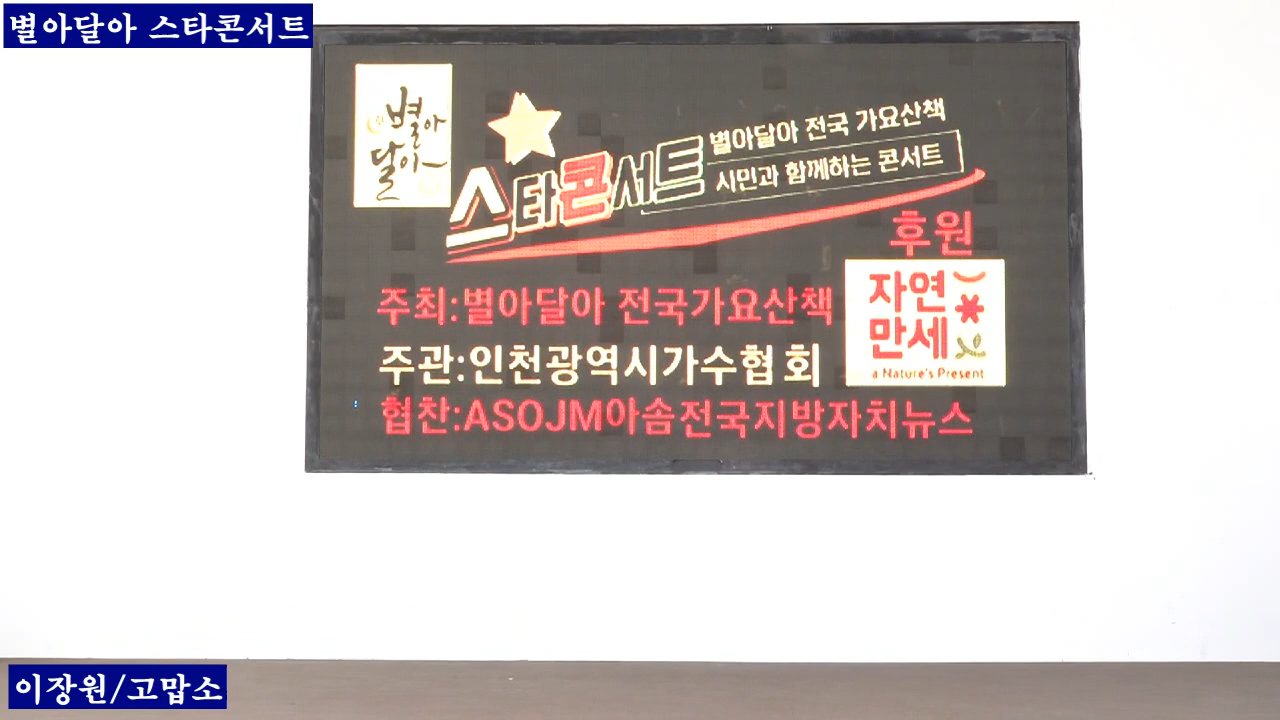 별아달아 스타콘서트
별아
달아
스타콘서트
별아달아 전국 가요산책
시민과 함께하는 콘서트
후원
자연
만세
a Nature's Present
주최:별아달아 전국가요산책
주관:인천광역시가수협회
협찬:ASOJM아솜전국지방자치뉴스
이장원/고맙소